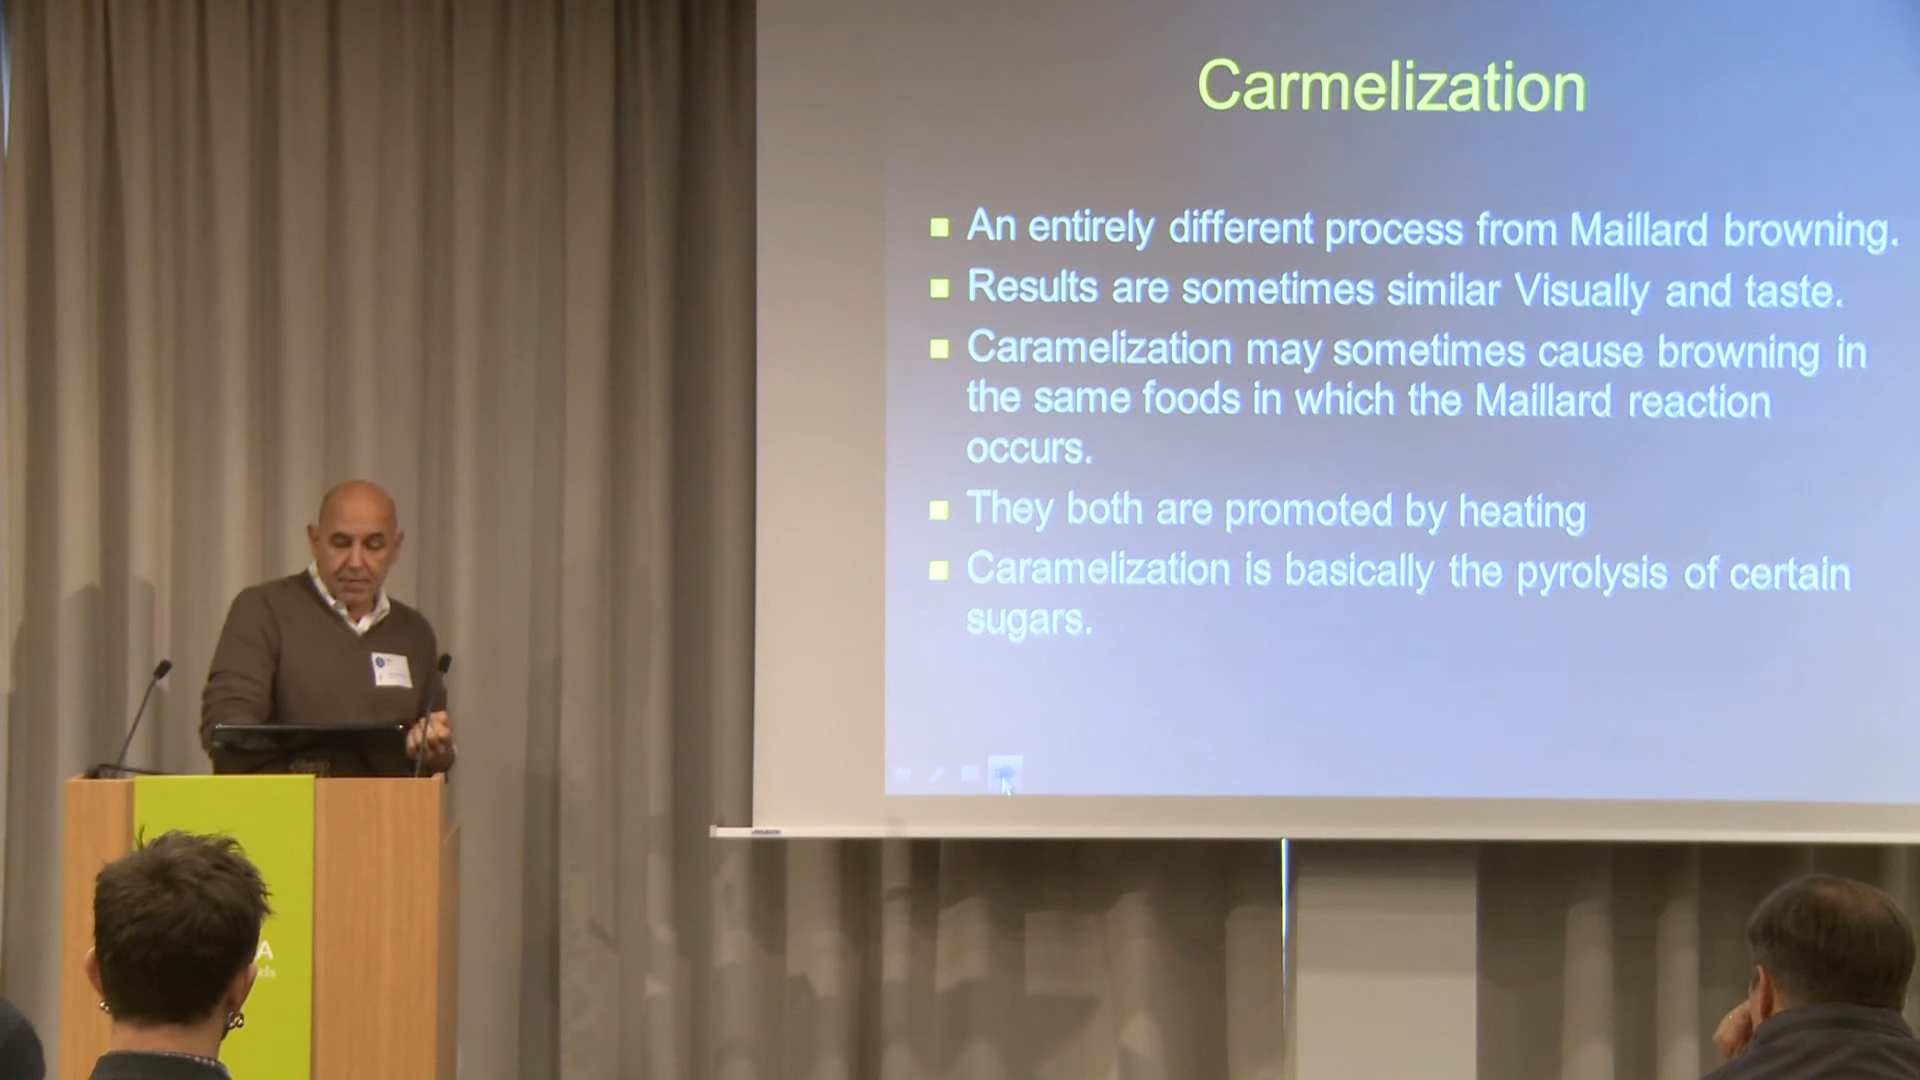 Carmelization
An entirely different process from Maillard browning.
Results are sometimes similar Visually and taste.
Caramelization may sometimes cause browning in
the same foods in which the Maillard reaction
occurs.
They both are promoted by heating
Caramelization is basically the pyrolysis of certain
sugars.
A